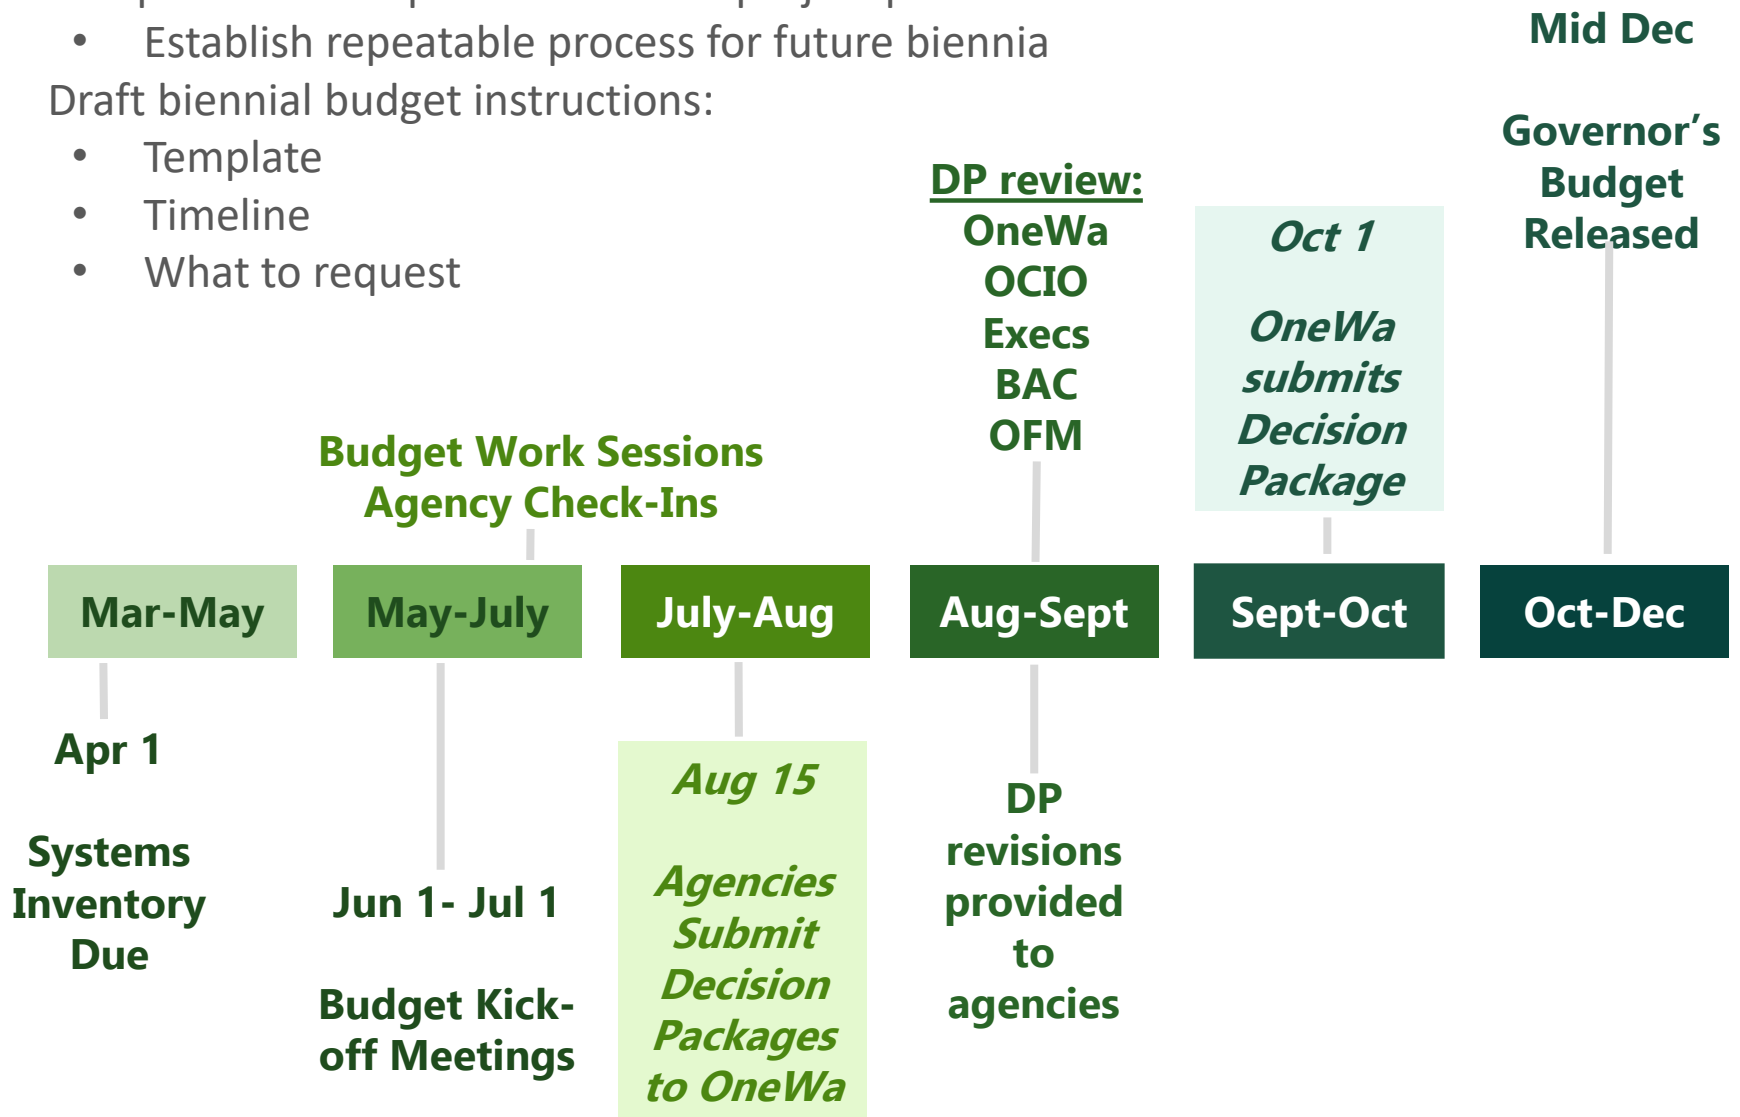 • Establish repeatable process for future biennia
Draft biennial budget instructions:
• Template
• Timeline
• What to request
Mid Dec
Governor’s
Budget
Released
DP review:
OneWa
OCIO
Execs
BAC
OFM
Oct 1
OneWa
submits
Decision
Package
Budget Work Sessions
Agency Check-Ins
Mar-May
May-July
July-Aug
Aug-Sept
Sept-Oct
Oct-Dec
Apr 1
Systems
Inventory
Due
Jun 1- Jul 1
Budget Kick-
off Meetings
Aug 15
Agencies
Submit
Decision
Packages
to OneWa
DP
revisions
provided
to
agencies